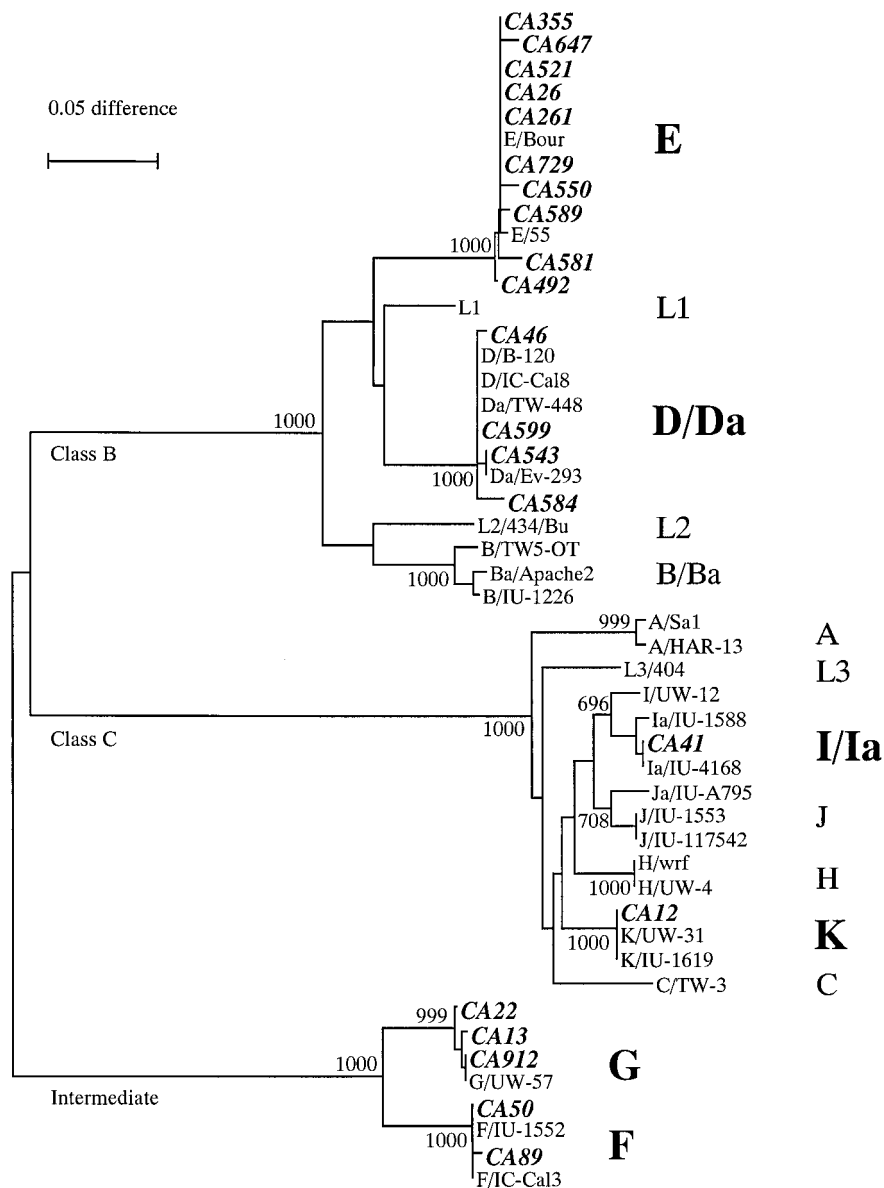 CA355
CA647
CA521
0.05 difference
CA26
CA261
E/Bour
E
CA729
CA550
CA589
E/55
1000
CA581
CA492
L1
L1
CA46
D/B-120
D/IC-Cal8
Da/TW-448
D/Da
1000
CA599
Class B
CA543
1000
Da/Ev-293
CA584
L2/434/Bu
L2
B/TW5-OT
1000
Ba/Apache2
B/Ba
B/IU-1226
999
A/Sa1
A
A/HAR-13
L3/404
L3
696
I/UW-12
Ia/IU-1588
1000
Class C
CA41
I/Ia
Ia/IU-4168
Ja/IU-A795
708
J/IU-1553
J
J/IU-117542
H/wrf
H
1000
H/UW-4
CA12
1000
K/UW-31
K
K/IU-1619
C/TW-3
C
999
CA22
CA13
1000
CA912
G
G/UW-57
Intermediate
CA50
1000
F/IU-1552
F
CA89
F/IC-Cal3